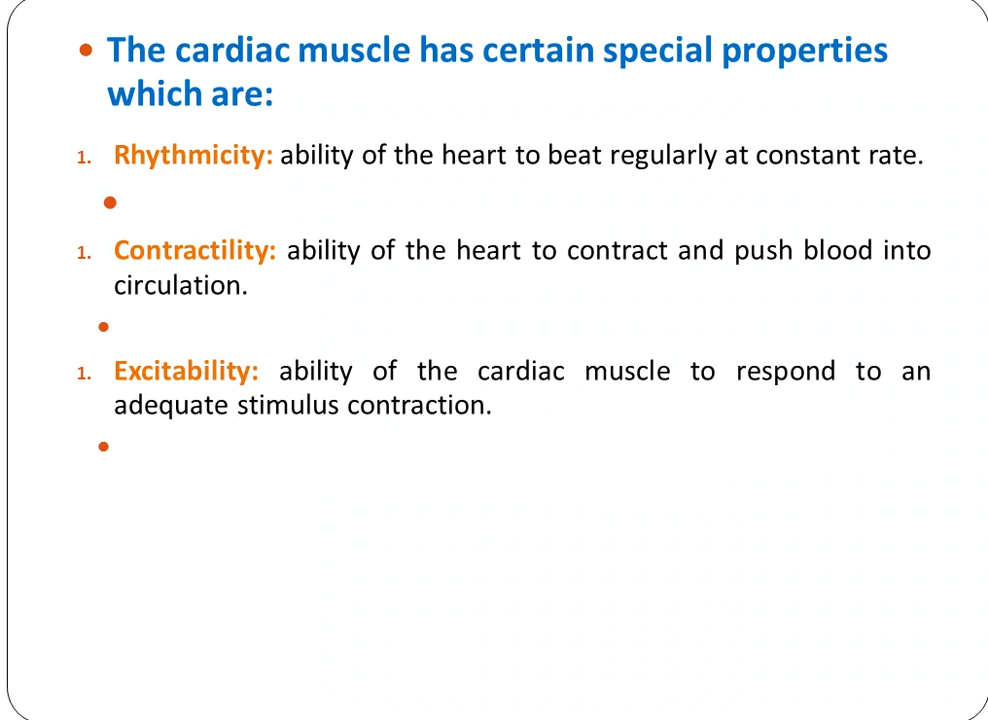 • The cardiac muscle has certain special properties
which are:
1. Rhythmicity: ability of the heart to beat regularly at constant rate.
•
1. Contractility: ability of the heart to contract and push blood into
circulation.
•
1. Excitability: ability of the cardiac muscle to respond to an
adequate stimulus contraction.
•